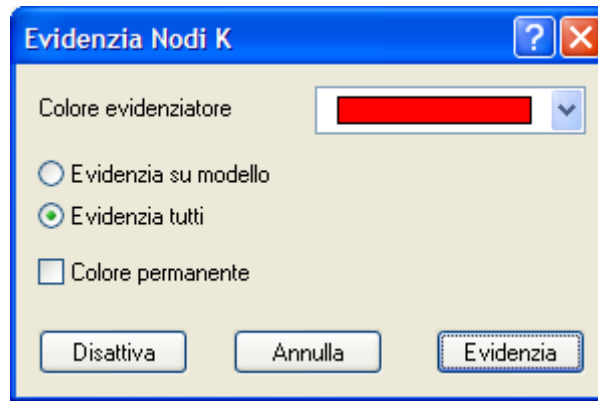 Evidenzia Nodi K
Colore evidenziatore
Evidenzia su modello
Evidenzia tutti
Colore permanente
Disattiva Annulla Evidenzia